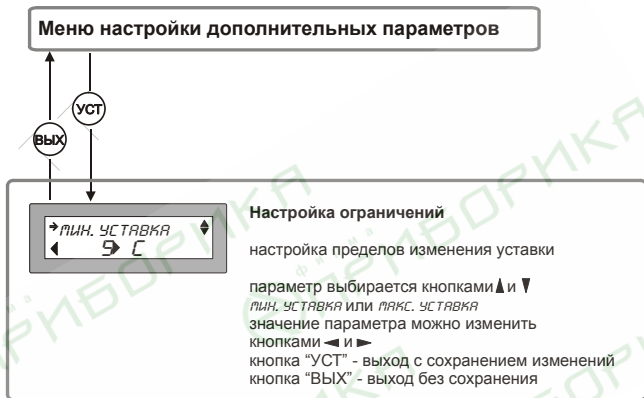 Меню настройки дополнительных параметров
УСТ
ВЫХ
МИН. УСТАВКА
9 С
Настройка ограничений
настройка пределов изменения уставки
параметр выбирается кнопками ▲ и ▼
МИН. УСТАВКА или МАКС. УСТАВКА
значение параметра можно изменить
кнопками ◄ и ►
кнопка “УСТ” - выход с сохранением изменений
кнопка “ВЫХ” - выход без сохранения